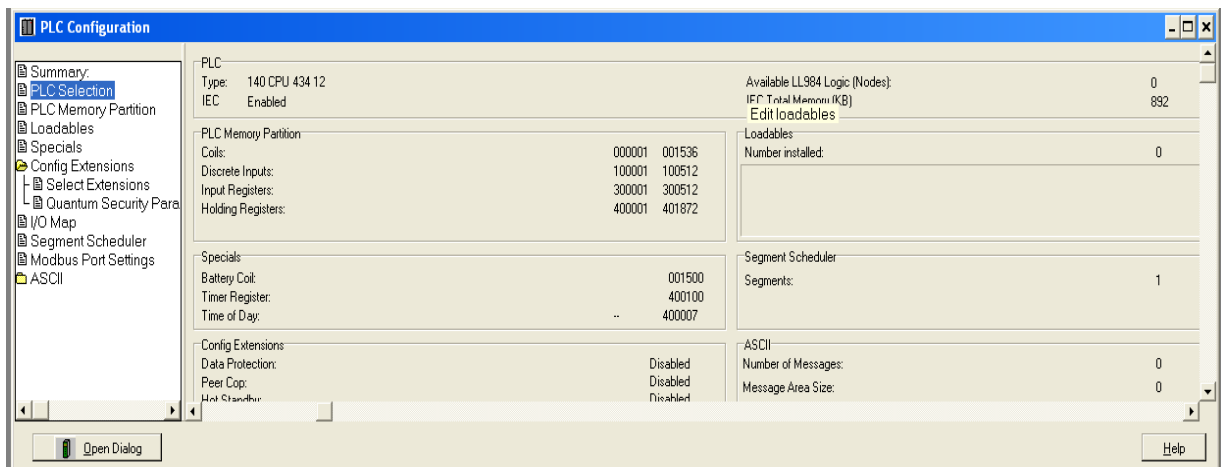 PLC Configuration
Summary:
PLC Selection
PLC Memory Partition
Loadables
Specials
Config Extensions
Select Extensions
Quantum Security Para
I/O Map
Segment Scheduler
Modbus Port Settings
ASCII
Open Dialog
PLC
Type: 140 CPU 434 12
IEC Enabled
Available LL984 Logic (Nodes): 0
IEC Total Memory (KB) 892
Edit loadables
PLC Memory Partition
Coils: 000001 001536
Discrete Inputs: 100001 100512
Input Registers: 300001 300512
Holding Registers: 400001 401872
Loadables
Number installed: 0
Specials
Battery Coil: 001500
Timer Register: 400100
Time of Day: -- 400007
Segment Scheduler
Segments: 1
Config Extensions
Data Protection: Disabled
Peer Cop: Disabled
Hot Standby: Disabled
ASCII
Number of Messages: 0
Message Area Size: 0
Help